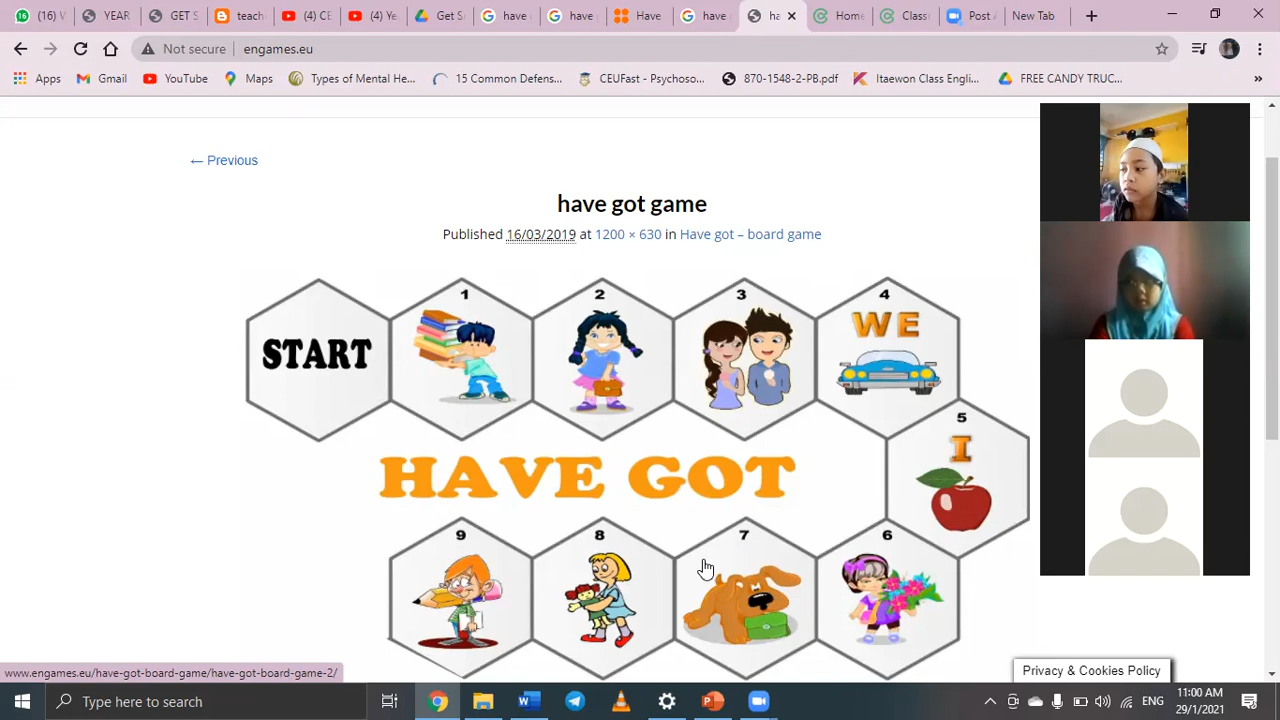 YEAR
GET S
teach
(4) CE
(4) Ye
Get S
have
have
Have
have
ha
Home
Class
Post A
New Tab
Not secure
engames.eu
Apps
Gmail
YouTube
Maps
Types of Mental He...
15 Common Defens...
CEUFast - Psychoso...
870-1548-2-PB.pdf
Itaewon Class Engli...
FREE CANDY TRUC...
← Previous
have got game
Published 16/03/2019 at 1200 × 630 in Have got – board game
START
1
2
3
4
WE
5
I
HAVE GOT
9
8
7
6
www.engames.eu/have-got-board-game/have-got-board-game-2/
Privacy & Cookies Policy
Type here to search
ENG
11:00 AM
29/1/2021